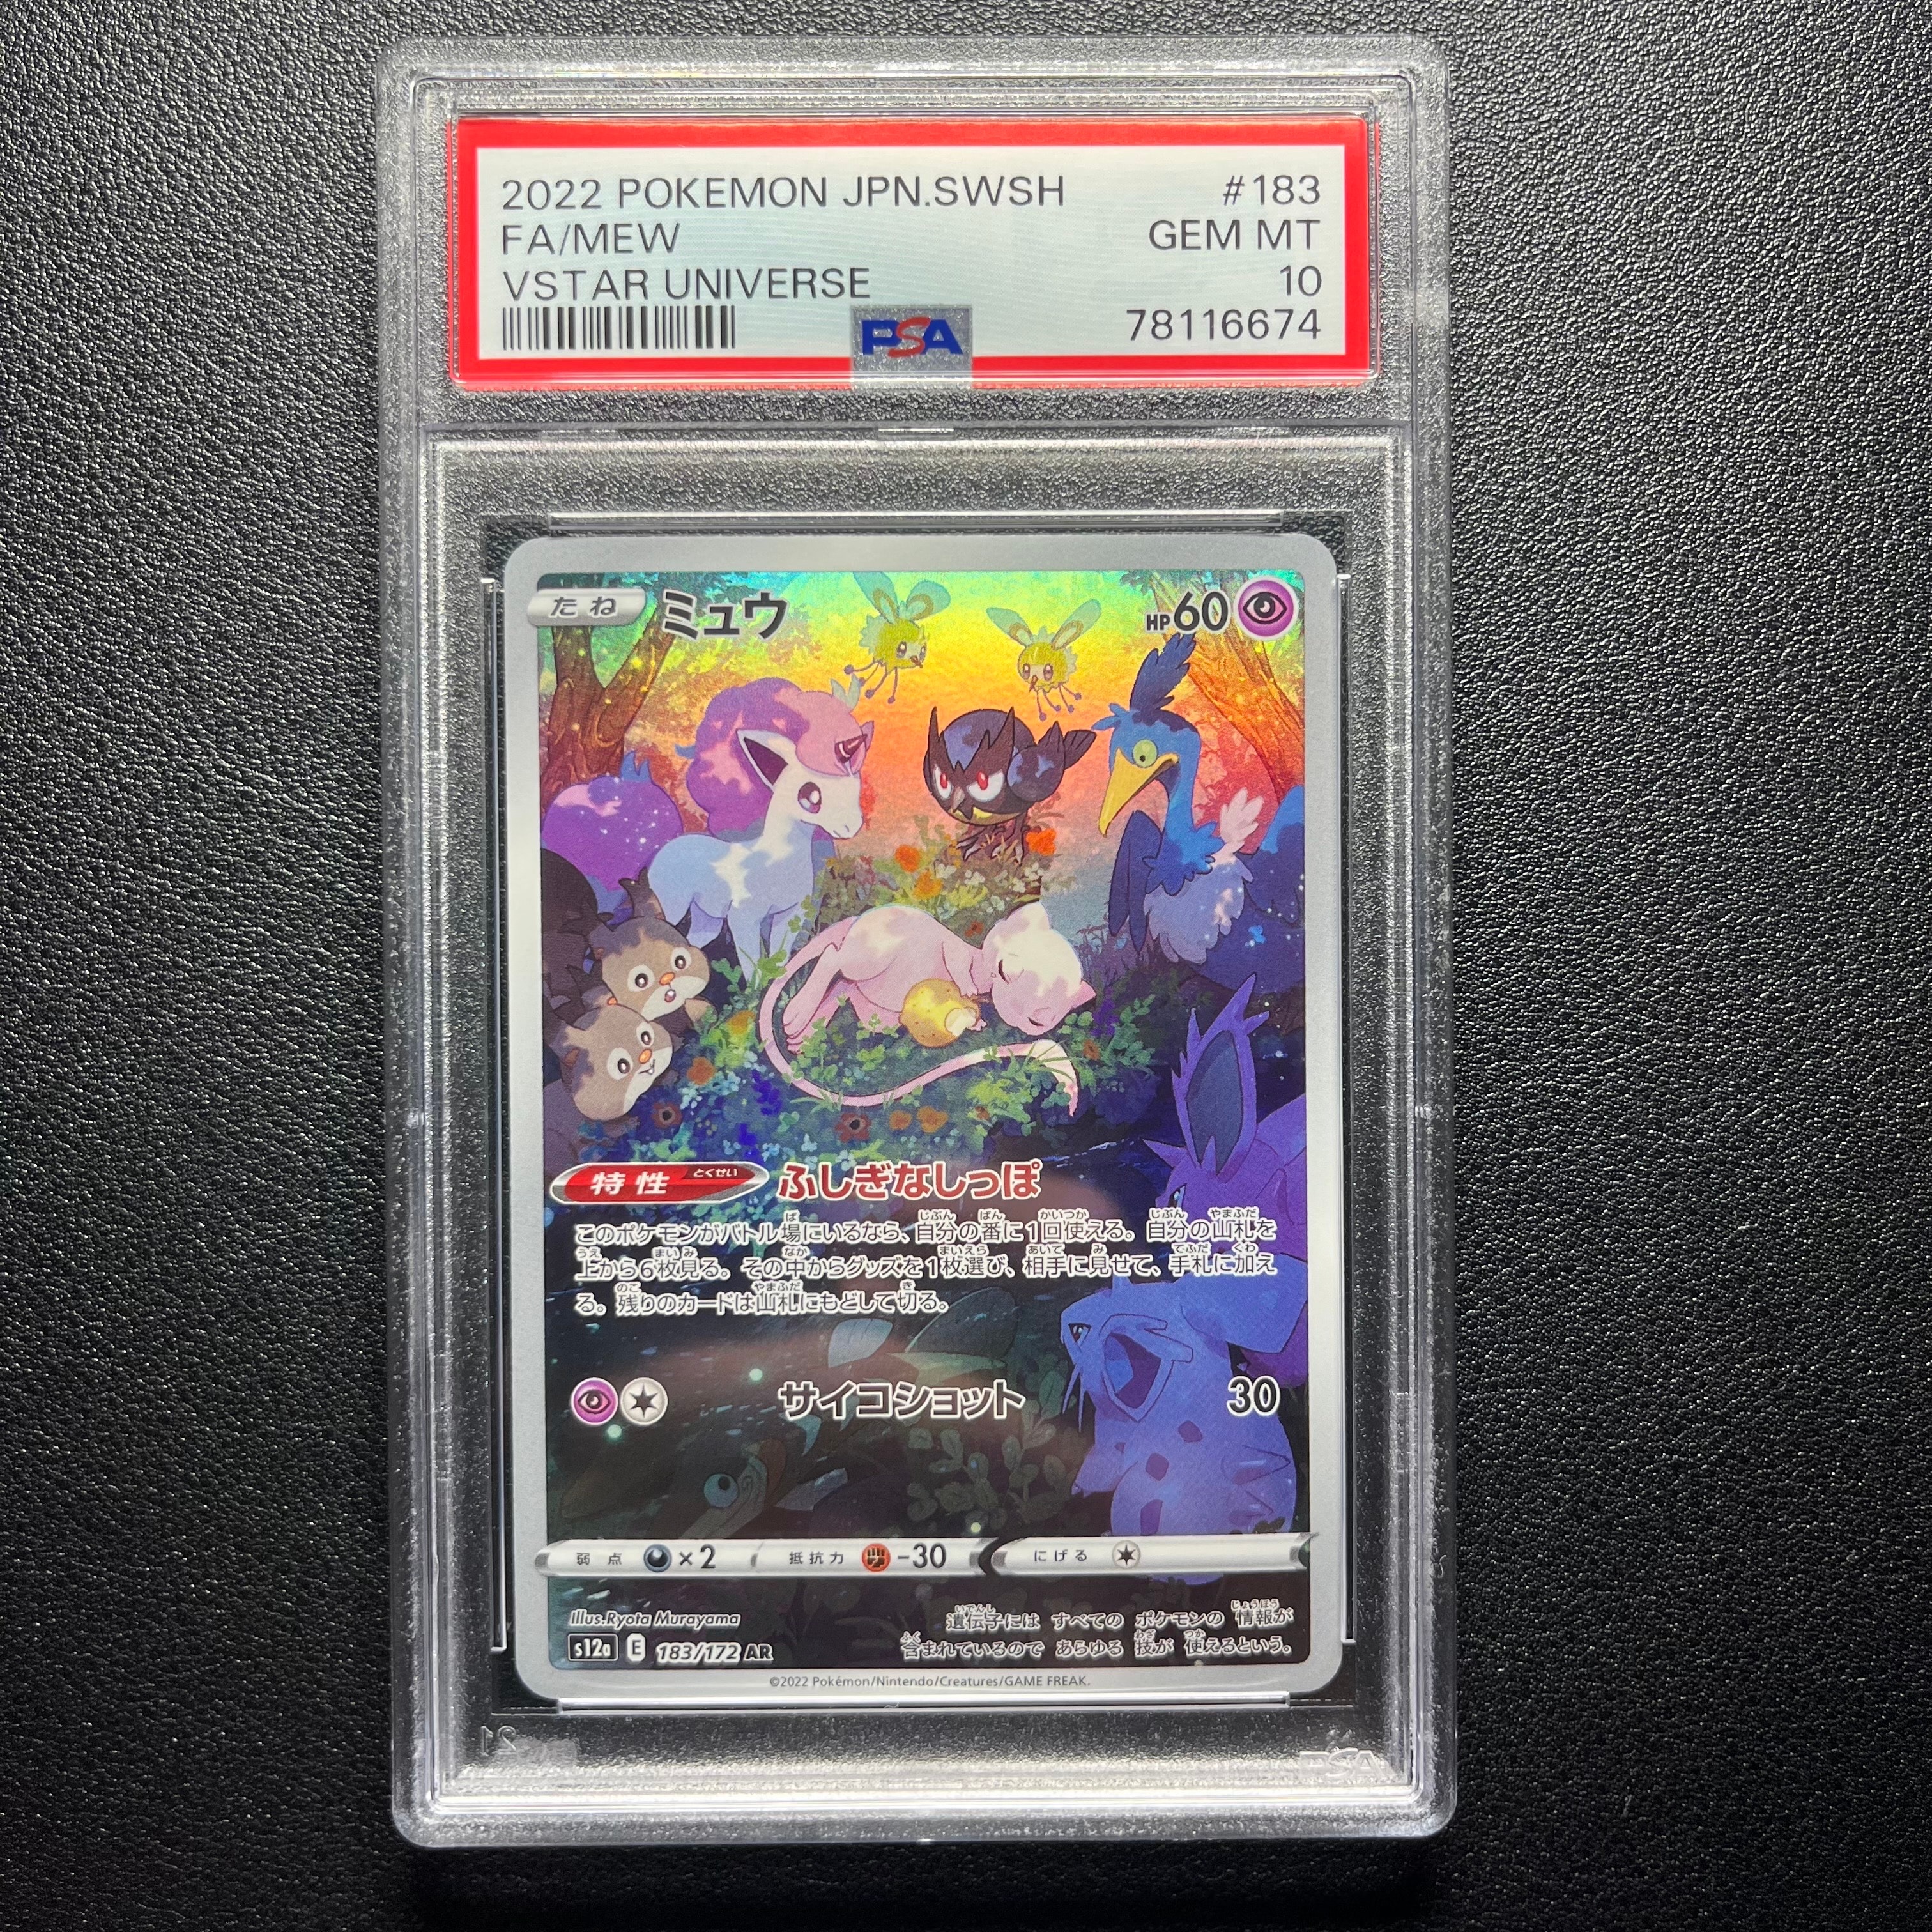 2022 POKEMON JPN.SWSH #183
FA/MEW GEM MT
VSTAR UNIVERSE 10
PSA 78116674
たね ミュウ HP60
特性 とくせい ふしぎなしっぽ
このポケモンがバトル場にいるなら、自分の番に1回使える。自分の山札を
上から6枚見る。その中からグッズを1枚選び、相手に見せて、手札に加え
る。残りのカードは山札にもどして切る。
サイコショット 30
弱点 ×2 抵抗力 -30 にげる
Illus.Ryota Murayama
遺伝子には すべての ポケモンの 情報が
含まれているので あらゆる 技が 使えるという。
s12a E 183/172 AR
©2022 Pokémon/Nintendo/Creatures/GAME FREAK.
PSA